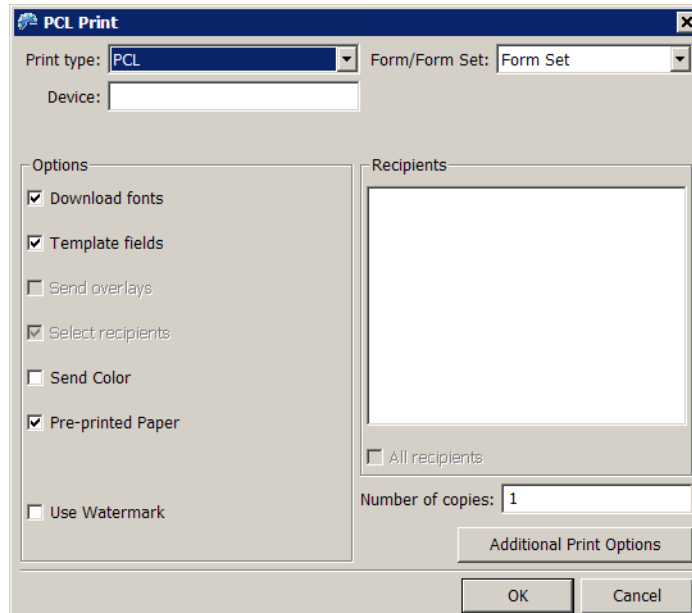 PCL Print
Print type: PCL Form/Form Set: Form Set
Device:
Options
Download fonts
Template fields
Send overlays
Select recipients
Send Color
Pre-printed Paper
Use Watermark
Recipients
All recipients
Number of copies: 1
Additional Print Options
OK Cancel